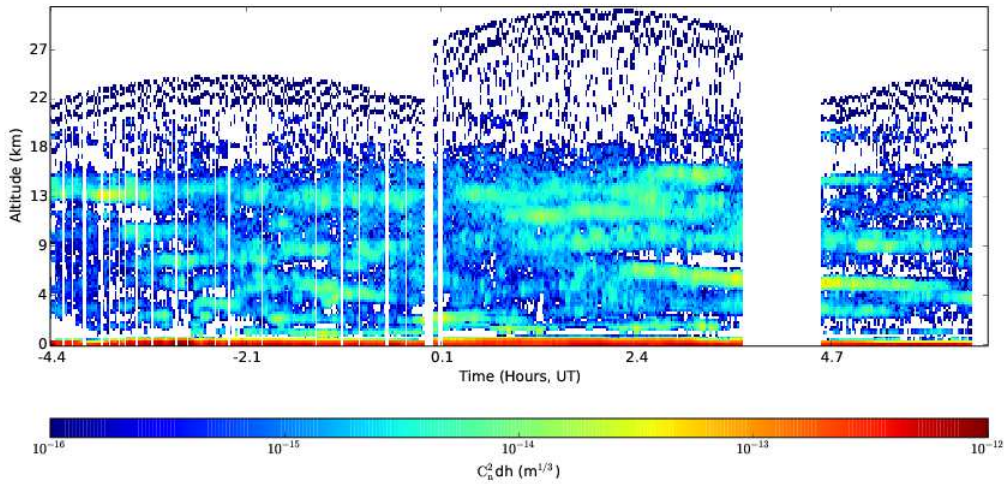 27
22
18
13
9
4
0
Altitude (km)
-4.4 -2.1 0.1 2.4 4.7
Time (Hours, UT)
10⁻¹⁶ 10⁻¹⁵ 10⁻¹⁴ 10⁻¹³ 10⁻¹²
C²ₙdh (m¹/³)